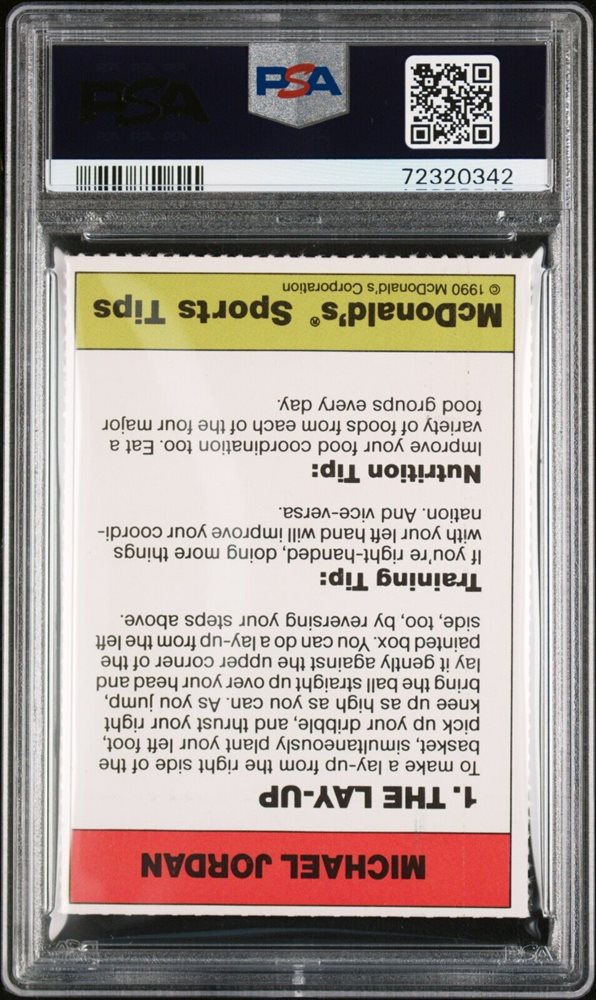 PSA
72320342
MICHAEL JORDAN
1. THE LAY-UP
To make a lay-up from the right side of the
basket, simultaneously plant your left foot,
pick up your dribble, and thrust your right
knee up as high as you can. As you jump,
bring the ball straight up over your head and
lay it gently against the upper corner of the
painted box. You can do a lay-up from the left
side, too, by reversing your steps above.
Training Tip:
If you're right-handed, doing more things
with your left hand will improve your coordi-
nation. And vice-versa.
Nutrition Tip:
Improve your food coordination too. Eat a
variety of foods from each of the four major
food groups every day.
McDonald's® Sports Tips
© 1990 McDonald's Corporation